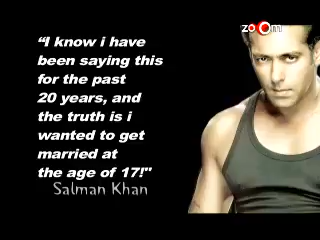 zoom
“I know i have
been saying this
for the past
20 years, and
the truth is i
wanted to get
married at
the age of 17!"
Salman Khan